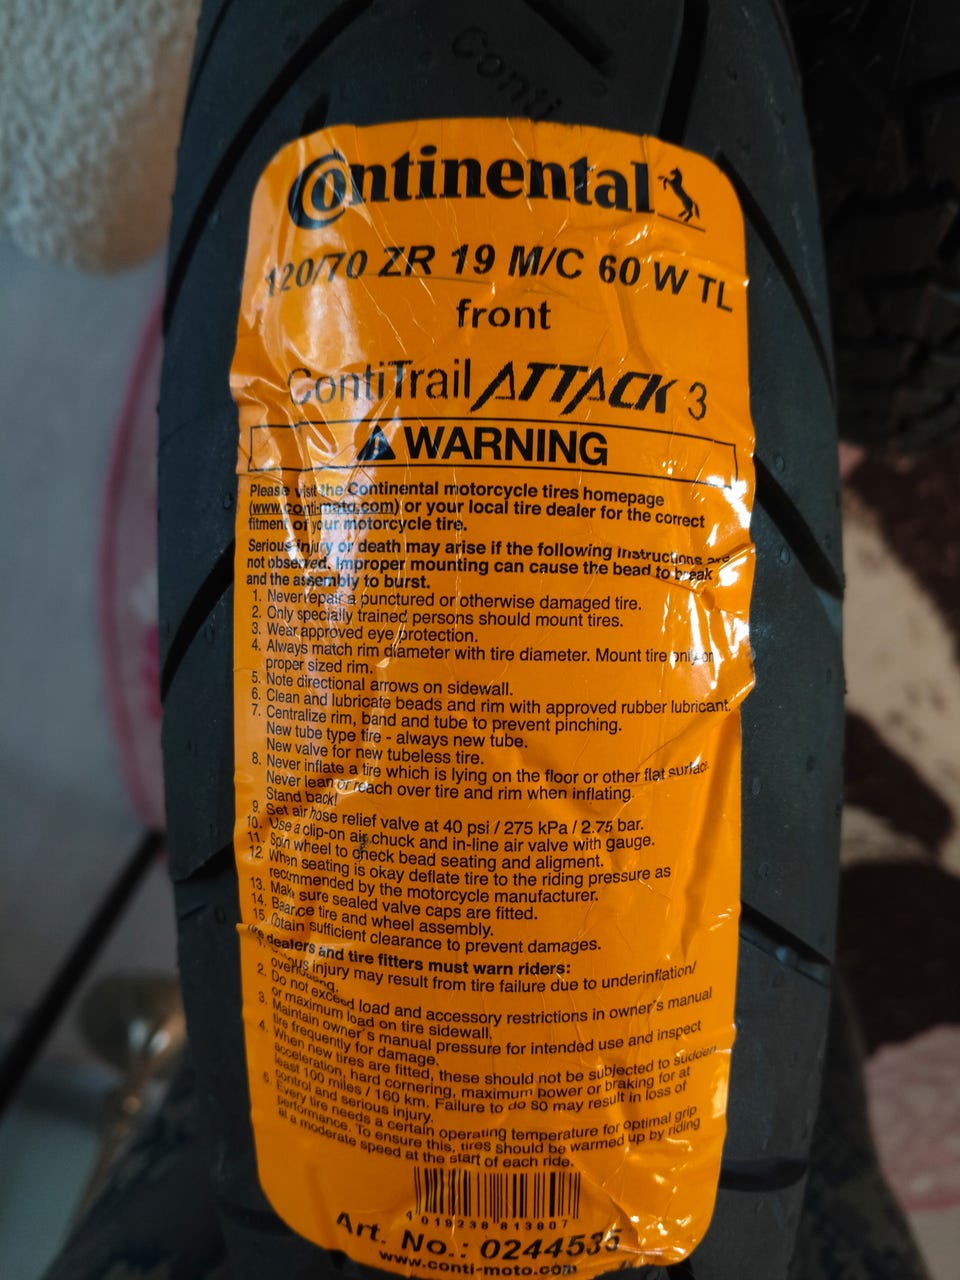 Conti
Continental
120/70 ZR 19 M/C 60 W TL
front
ContiTrail ATTACK 3
WARNING
Please visit the Continental motorcycle tires homepage
(www.conti-moto.com) or your local tire dealer for the correct
fitment of your motorcycle tire.
Serious injury or death may arise if the following instructions are
not observed. Improper mounting can cause the bead to break
and the assembly to burst.
1. Never repair a punctured or otherwise damaged tire.
2. Only specially trained persons should mount tires.
3. Wear approved eye protection.
4. Always match rim diameter with tire diameter. Mount tire only on
proper sized rim.
5. Note directional arrows on sidewall.
6. Clean and lubricate beads and rim with approved rubber lubricant.
7. Centralize rim, band and tube to prevent pinching.
New tube type tire - always new tube.
New valve for new tubeless tire.
8. Never inflate a tire which is lying on the floor or other flat surface.
Never lean or reach over tire and rim when inflating.
Stand back!
9. Set air hose relief valve at 40 psi / 275 kPa / 2.75 bar.
10. Use a clip-on air chuck and in-line air valve with gauge.
11. Spin wheel to check bead seating and aligment.
12. When seating is okay deflate tire to the riding pressure as
recommended by the motorcycle manufacturer.
13. Make sure sealed valve caps are fitted.
14. Balance tire and wheel assembly.
15. Obtain sufficient clearance to prevent damages.
Tire dealers and tire fitters must warn riders:
1. Serious injury may result from tire failure due to underinflation/
overloading.
2. Do not exceed load and accessory restrictions in owner's manual
or maximum load on tire sidewall.
3. Maintain owner's manual pressure for intended use and inspect
tire frequently for damage.
4. When new tires are fitted, these should not be subjected to sudden
acceleration, hard cornering, maximum power or braking for at
least 100 miles / 160 km. Failure to do so may result in loss of
control and serious injury.
Every tire needs a certain operating temperature for optimal grip
performance. To ensure this, tires should be warmed up by riding
at a moderate speed at the start of each ride.
4 019238 813807
Art. No.: 0244535
www.conti-moto.com